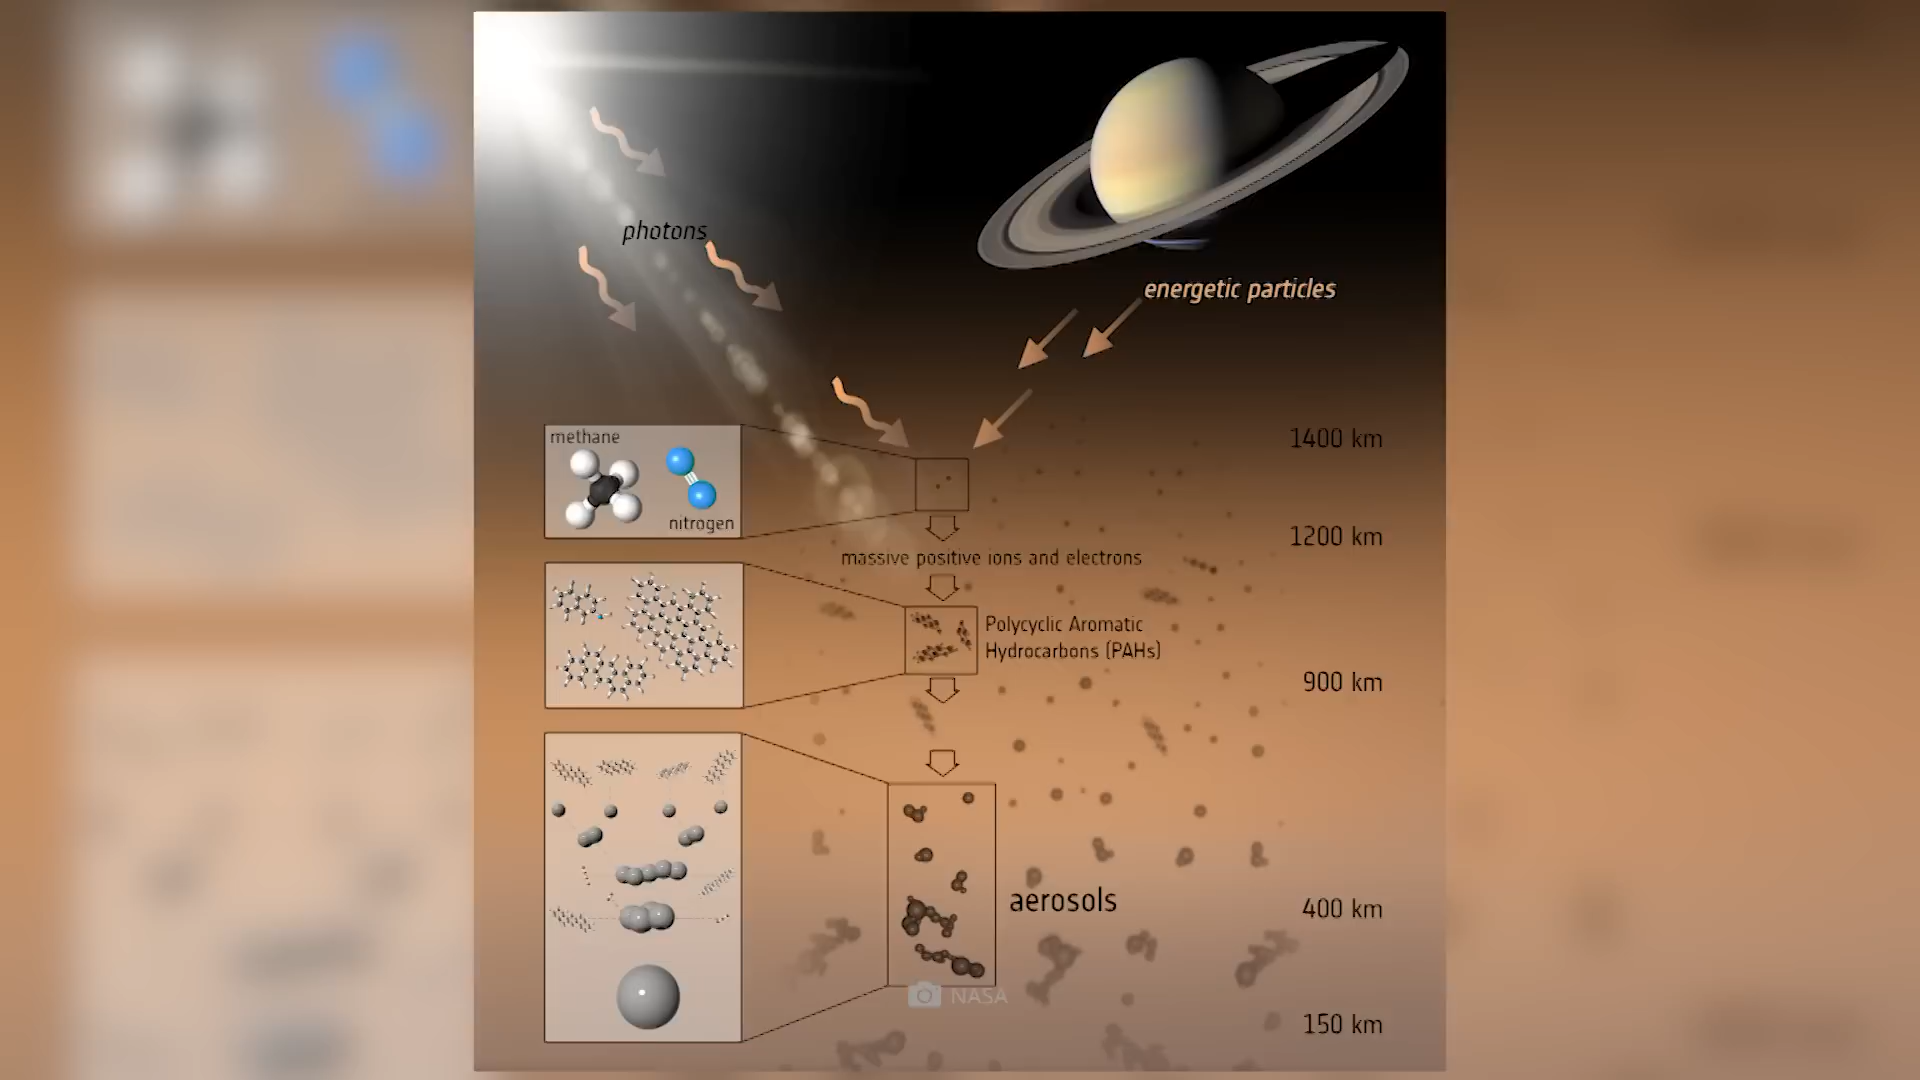 photons
energetic particles
methane
nitrogen
1400 km
1200 km
massive positive ions and electrons
Polycyclic Aromatic
Hydrocarbons (PAHs)
900 km
aerosols
400 km
NASA
150 km